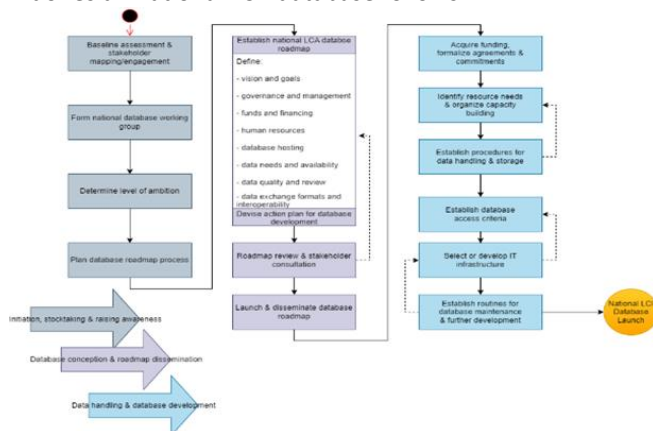 Baseline assessment &
stakeholder
mapping/engagement
Form national database working
group
Determine level of ambition
Plan database roadmap process
Initiation, stocktaking & raising awareness
Database conception & roadmap dissemination
Data handling & database development
Establish national LCA databse
roadmap
Define:
- vision and goals
- governance and management
- funds and financing
- human resources
- database hosting
- data needs and availability
- data quality and review
- data exchange formats and
interoperability
Devise action plan for database
development
Roadmap review & stakeholder
consultation
Launch & disseminate database
roadmap
Acquire funding,
formalize agreements &
commitments
Identify resource needs
& organize capacity
building
Establish procedures for
data handling & storage
Establish database
access criteria
Select or develop IT
infrastructure
Establish routines for
database maintenance
& further development
National LCA
Database
Launch